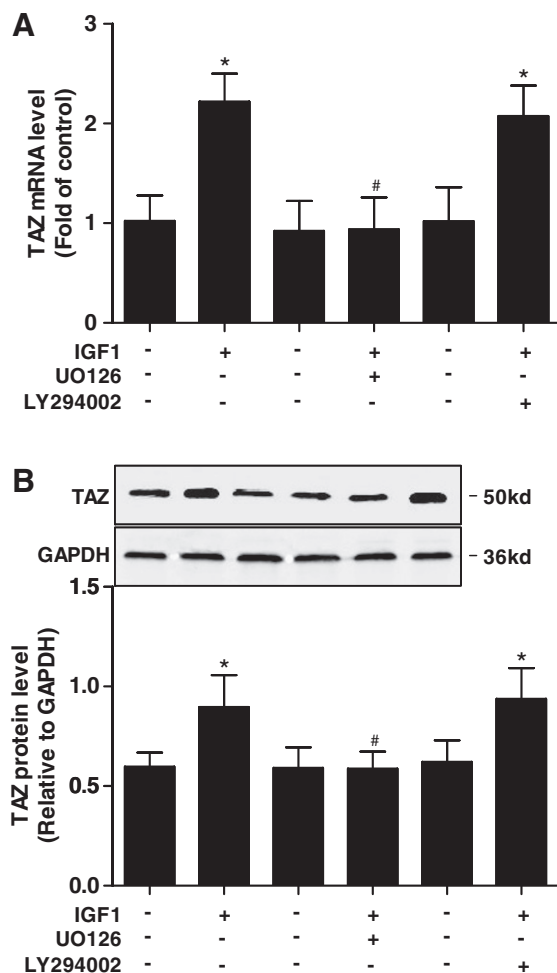 A
3
2
1
0
TAZ mRNA level
(Fold of control)
* # *
IGF1 - + - + - +
UO126 - - - + - -
LY294002 - - - - - +
B
TAZ - 50kd
GAPDH - 36kd
1.5
1.0
0.5
0.0
TAZ protein level
(Relative to GAPDH)
* # *
IGF1 - + - + - +
UO126 - - - + - -
LY294002 - - - - - +